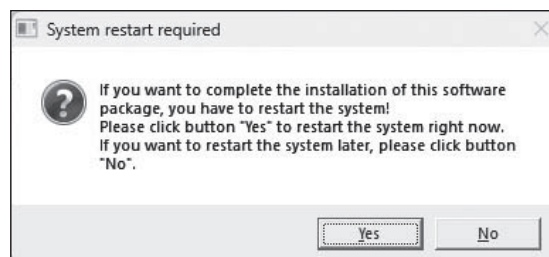 System restart required
If you want to complete the installation of this software
package, you have to restart the system!
Please click button "Yes" to restart the system right now.
If you want to restart the system later, please click button
"No".
Yes
No